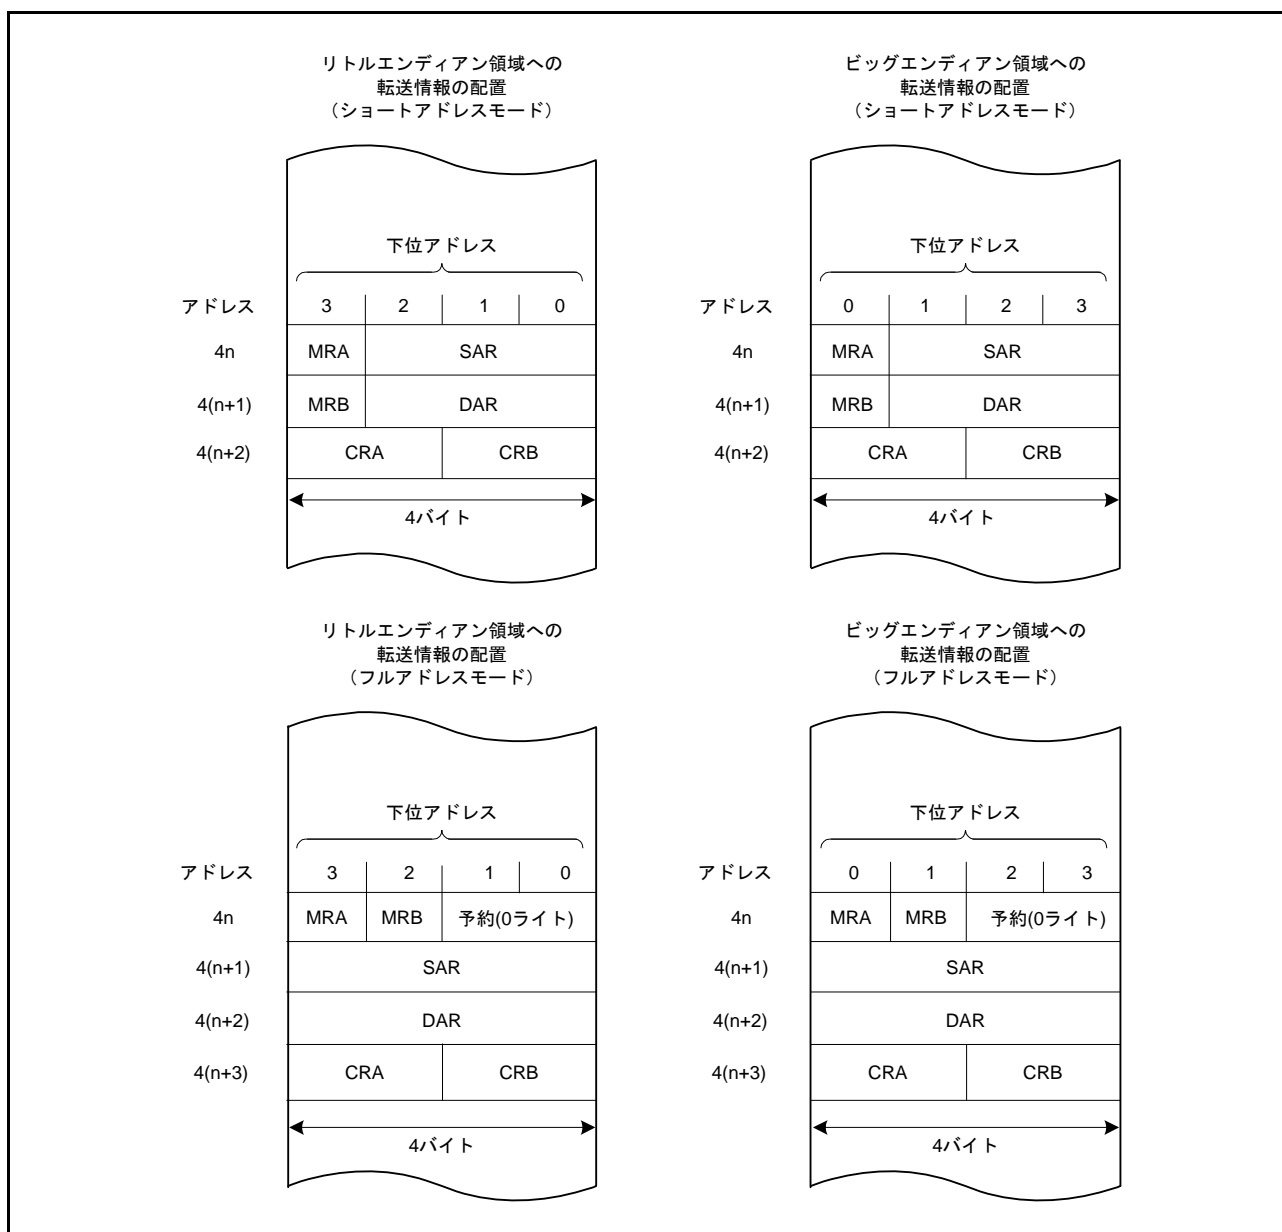 リトルエンディアン領域への
転送情報の配置
(ショートアドレスモード)
下位アドレス
アドレス 3 2 1 0
4n MRA SAR
4(n+1) MRB DAR
4(n+2) CRA CRB
4バイト
ビッグエンディアン領域への
転送情報の配置
(ショートアドレスモード)
下位アドレス
アドレス 0 1 2 3
4n MRA SAR
4(n+1) MRB DAR
4(n+2) CRA CRB
4バイト
リトルエンディアン領域への
転送情報の配置
(フルアドレスモード)
下位アドレス
アドレス 3 2 1 0
4n MRA MRB 予約(0ライト)
4(n+1) SAR
4(n+2) DAR
4(n+3) CRA CRB
4バイト
ビッグエンディアン領域への
転送情報の配置
(フルアドレスモード)
下位アドレス
アドレス 0 1 2 3
4n MRA MRB 予約(0ライト)
4(n+1) SAR
4(n+2) DAR
4(n+3) CRA CRB
4バイト